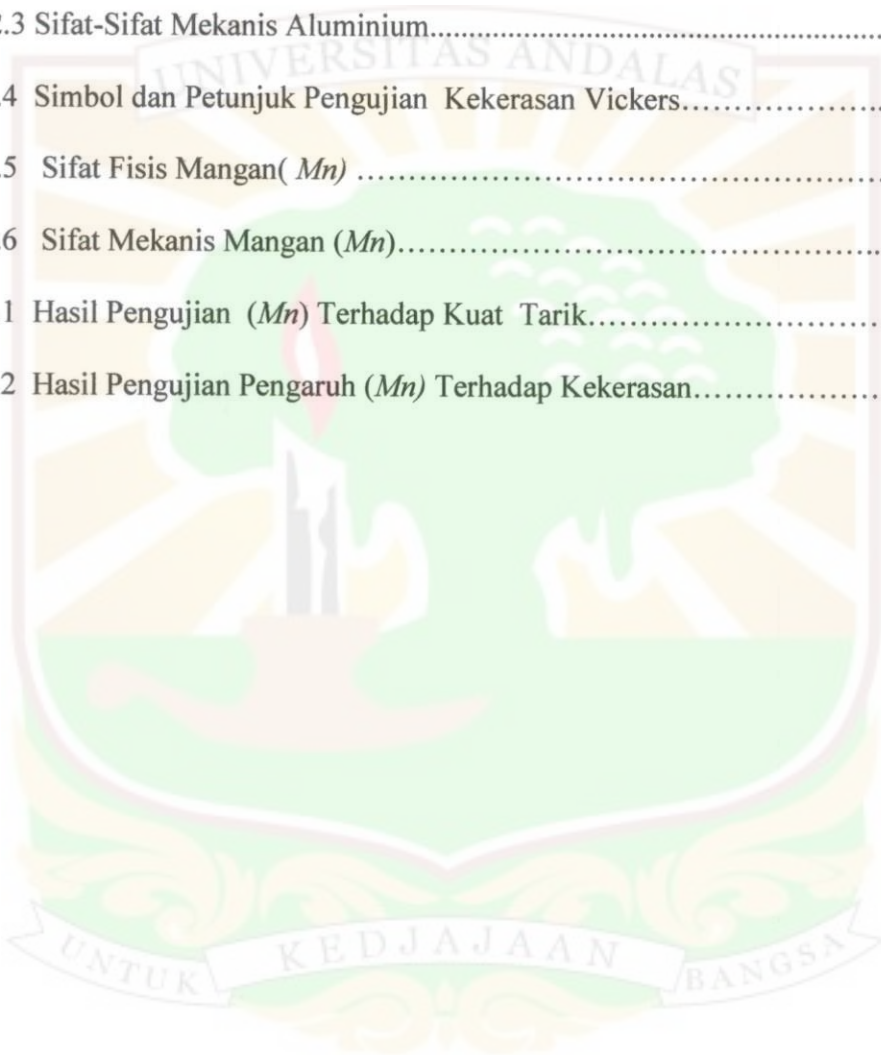 2.3 Sifat-Sifat Mekanis Aluminium.......................................................................
UNIVERSITAS ANDALAS
.4 Simbol dan Petunjuk Pengujian Kekerasan Vickers.....................
.5 Sifat Fisis Mangan( Mn) .......................................................
.6 Sifat Mekanis Mangan (Mn)....................................................
1 Hasil Pengujian (Mn) Terhadap Kuat Tarik................................
2 Hasil Pengujian Pengaruh (Mn) Terhadap Kekerasan....................
UNTUK KEDJAJAAN BANGSA